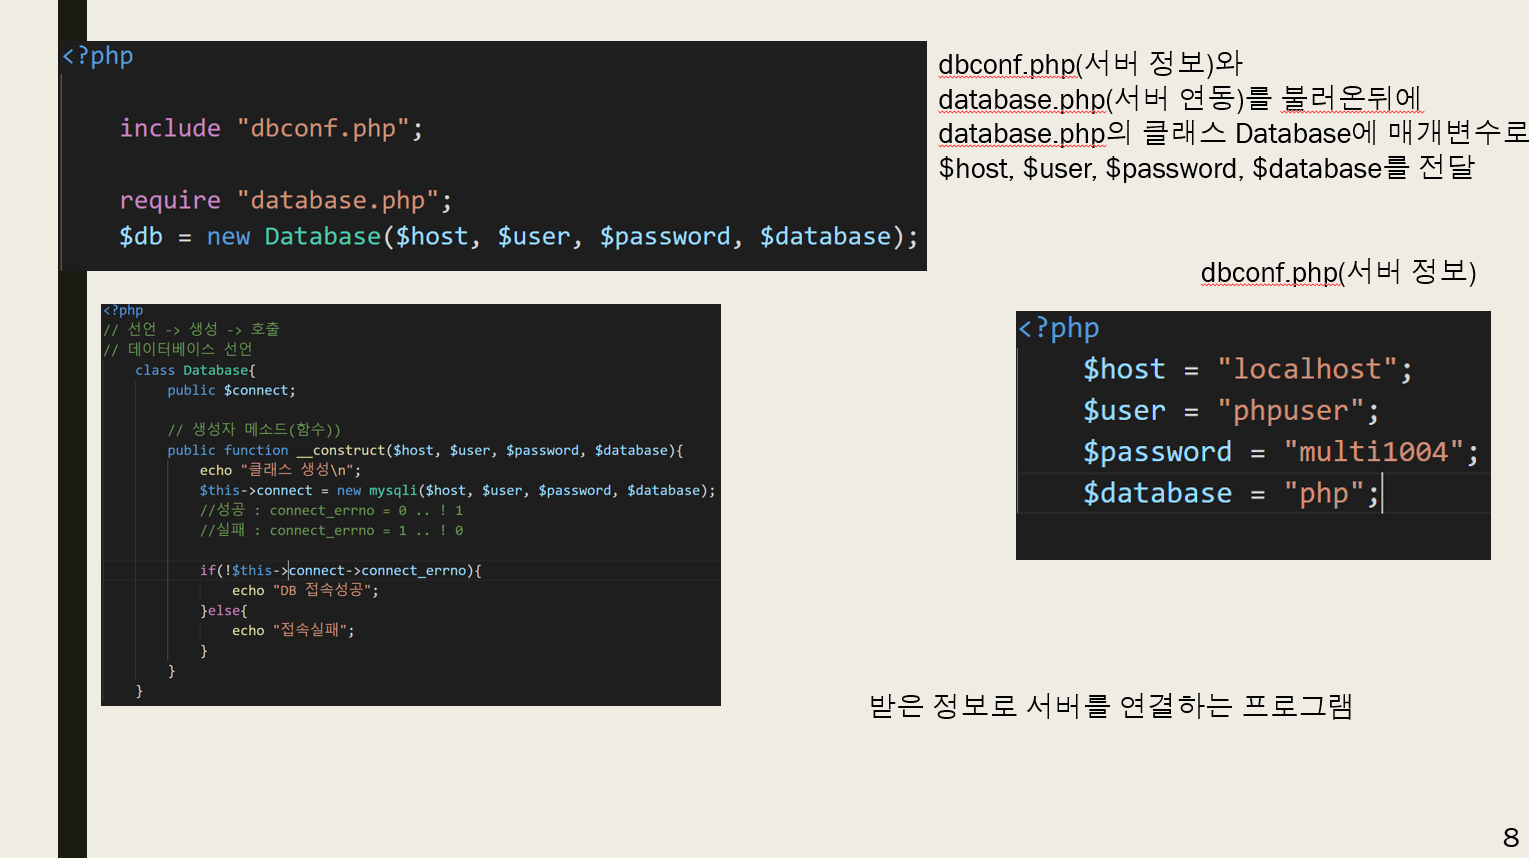 <?php
include "dbconf.php";
require "database.php";
$db = new Database($host, $user, $password, $database);
dbconf.php(서버 정보)와
database.php(서버 연동)를 불러온뒤에
database.php의 클래스 Database에 매개변수로
$host, $user, $password, $database를 전달
<?php
// 선언 -> 생성 -> 호출
// 데이터베이스 선언
class Database{
public $connect;
// 생성자 메소드(함수))
public function __construct($host, $user, $password, $database){
echo "클래스 생성\n";
$this->connect = new mysqli($host, $user, $password, $database);
//성공 : connect_errno = 0 .. ! 1
//실패 : connect_errno = 1 .. ! 0
if(!$this->connect->connect_errno){
echo "DB 접속성공";
}else{
echo "접속실패";
}
}
}
dbconf.php(서버 정보)
<?php
$host = "localhost";
$user = "phpuser";
$password = "multi1004";
$database = "php";
받은 정보로 서버를 연결하는 프로그램
8